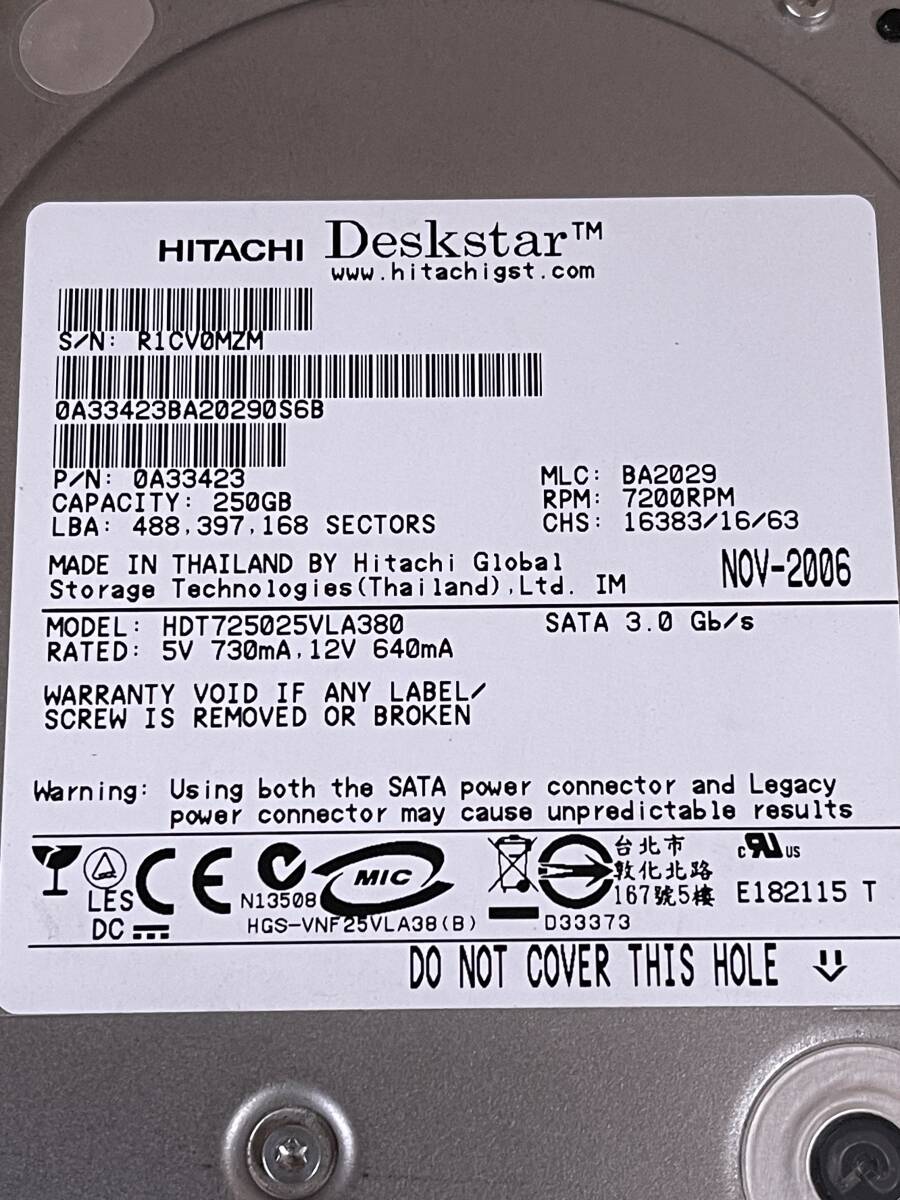 HITACHI Deskstar™
www.hitachigst.com
S/N: R1CV0MZM
0A33423BA20290S6B
P/N: 0A33423
MLC: BA2029
CAPACITY: 250GB
RPM: 7200RPM
LBA: 488,397,168 SECTORS
CHS: 16383/16/63
MADE IN THAILAND BY Hitachi Global
Storage Technologies(Thailand),Ltd. IM
NOV-2006
MODEL: HDT725025VLA380
SATA 3.0 Gb/s
RATED: 5V 730mA,12V 640mA
WARRANTY VOID IF ANY LABEL/
SCREW IS REMOVED OR BROKEN
Warning: Using both the SATA power connector and Legacy
power connector may cause unpredictable results
LES
DC
CE
N13508
MIC
HGS-VNF25VLA38(B)
D33373
台北市
敦化北路
167號5樓
c UR us
E182115 T
DO NOT COVER THIS HOLE